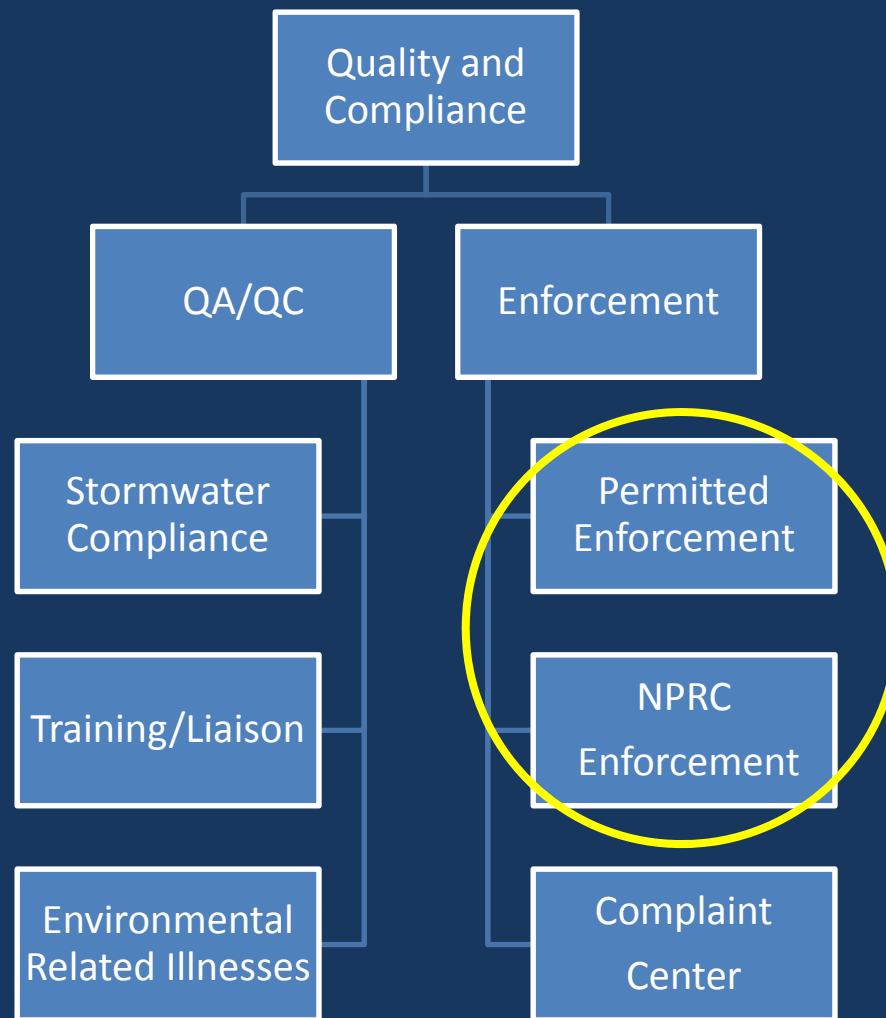 Quality and
Compliance
QA/QC
Enforcement
Stormwater
Compliance
Permitted
Enforcement
Training/Liaison
NPRC
Enforcement
Environmental
Related Illnesses
Complaint
Center